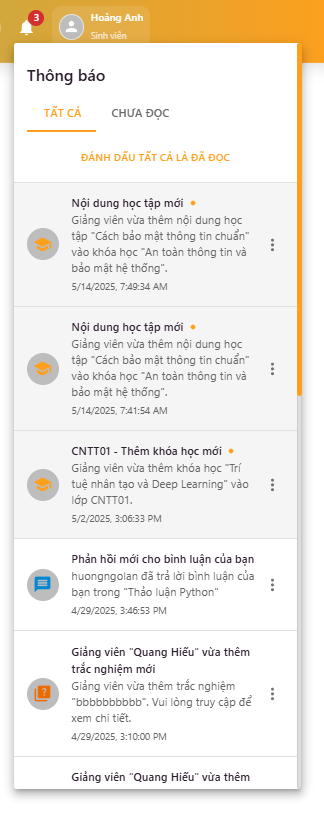 3
Hoàng Anh
Sinh viên
Thông báo
TẤT CẢ
CHƯA ĐỌC
ĐÁNH DẤU TẤT CẢ LÀ ĐÃ ĐỌC
Nội dung học tập mới
Giảng viên vừa thêm nội dung học
tập "Cách bảo mật thông tin chuẩn"
vào khóa học "An toàn thông tin và
bảo mật hệ thống".
5/14/2025, 7:49:34 AM
Nội dung học tập mới
Giảng viên vừa thêm nội dung học
tập "Cách bảo mật thông tin chuẩn"
vào khóa học "An toàn thông tin và
bảo mật hệ thống".
5/14/2025, 7:41:54 AM
CNTT01 - Thêm khóa học mới
Giảng viên vừa thêm khóa học "Trí
tuệ nhân tạo và Deep Learning" vào
lớp CNTT01.
5/2/2025, 3:06:33 PM
Phản hồi mới cho bình luận của bạn
huongngolan đã trả lời bình luận của
bạn trong "Thảo luận Python"
4/29/2025, 3:46:53 PM
Giảng viên "Quang Hiếu" vừa thêm
trắc nghiệm mới
Giảng viên vừa thêm trắc nghiệm
"bbbbbbbbbb". Vui lòng truy cập để
xem chi tiết.
4/29/2025, 3:10:00 PM
Giảng viên "Quang Hiếu" vừa thêm